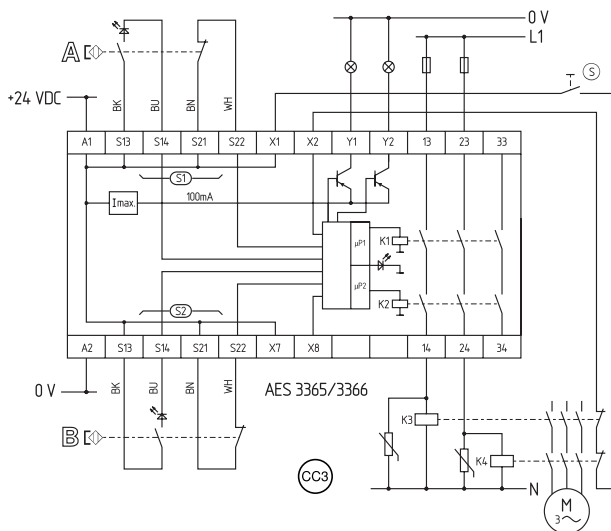 0 V
L1
A
S
+24 VDC
BK
BU
BN
WH
A1 S13 S14 S21 S22 X1 X2 Y1 Y2 13 23 33
S1
Imax.
100mA
µP1
K1
µP2
K2
S2
A2 S13 S14 S21 S22 X7 X8 14 24 34
0 V
BK
BU
BN
WH
AES 3365/3366
B
K3
K4
CC3
N
M
3~